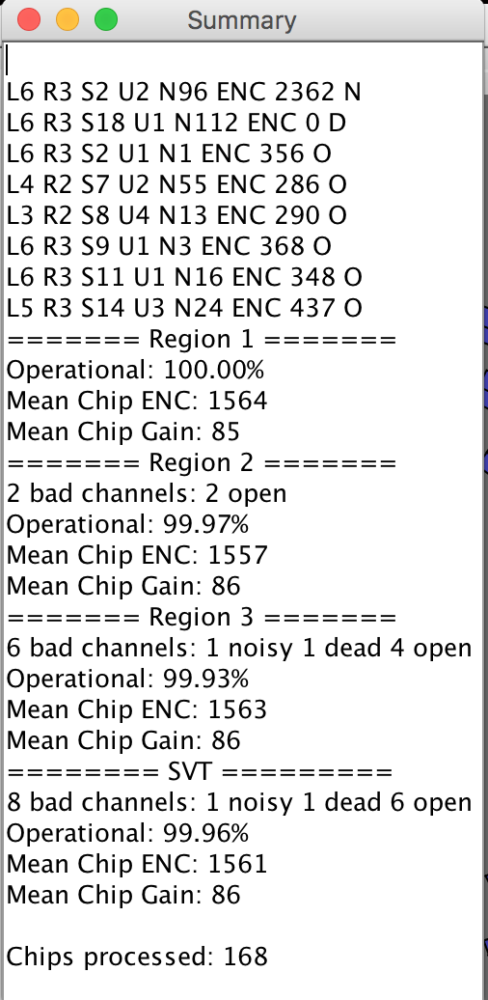 Summary
L6 R3 S2 U2 N96 ENC 2362 N
L6 R3 S18 U1 N112 ENC 0 D
L6 R3 S2 U1 N1 ENC 356 O
L4 R2 S7 U2 N55 ENC 286 O
L3 R2 S8 U4 N13 ENC 290 O
L6 R3 S9 U1 N3 ENC 368 O
L6 R3 S11 U1 N16 ENC 348 O
L5 R3 S14 U3 N24 ENC 437 O
======= Region 1 =======
Operational: 100.00%
Mean Chip ENC: 1564
Mean Chip Gain: 85
======= Region 2 =======
2 bad channels: 2 open
Operational: 99.97%
Mean Chip ENC: 1557
Mean Chip Gain: 86
======= Region 3 =======
6 bad channels: 1 noisy 1 dead 4 open
Operational: 99.93%
Mean Chip ENC: 1563
Mean Chip Gain: 86
======== SVT =========
8 bad channels: 1 noisy 1 dead 6 open
Operational: 99.96%
Mean Chip ENC: 1561
Mean Chip Gain: 86
Chips processed: 168